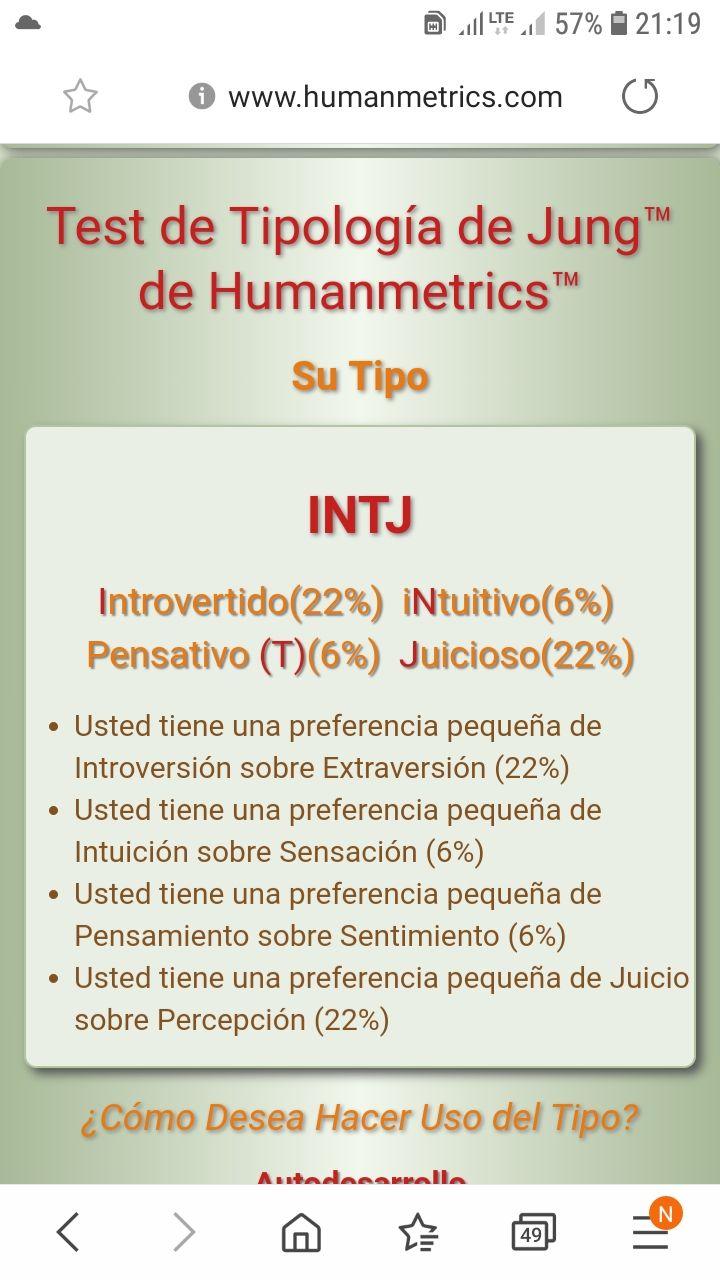 LTE 57% 21:19
www.humanmetrics.com
Test de Tipología de Jung™
de Humanmetrics™
Su Tipo
INTJ
Introvertido(22%) iNtuitivo(6%)
Pensativo (T)(6%) Juicioso(22%)
• Usted tiene una preferencia pequeña de
Introversión sobre Extraversión (22%)
• Usted tiene una preferencia pequeña de
Intuición sobre Sensación (6%)
• Usted tiene una preferencia pequeña de
Pensamiento sobre Sentimiento (6%)
• Usted tiene una preferencia pequeña de Juicio
sobre Percepción (22%)
¿Cómo Desea Hacer Uso del Tipo?
Autodesarrollo
49 N